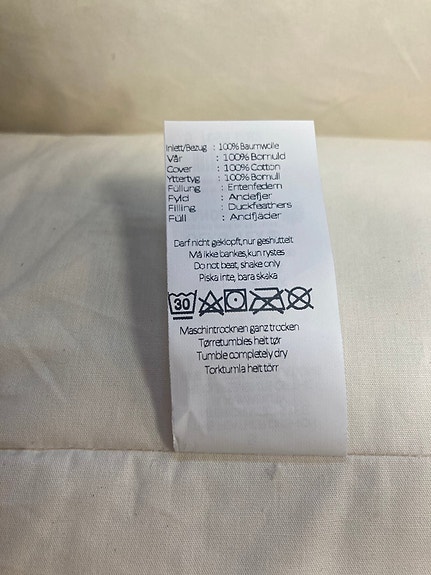 Inlett/Bezug : 100% Baumwolle
Vår : 100% Bomuld
Cover : 100% Cotton
Yttertyg : 100% Bomull
Füllung : Entenfedern
Fyld : Andefjer
Filling : Duckfeathers
Füll : Andfjäder
Darf nicht geklopft,nur geshüttelt
Må ikke bankes,kun rystes
Do not beat, shake only
Piska inte, bara skaka
30
Maschintrocknen ganz trocken
Tørretumbles helt tør
Tumble completely dry
Torktumla helt törr